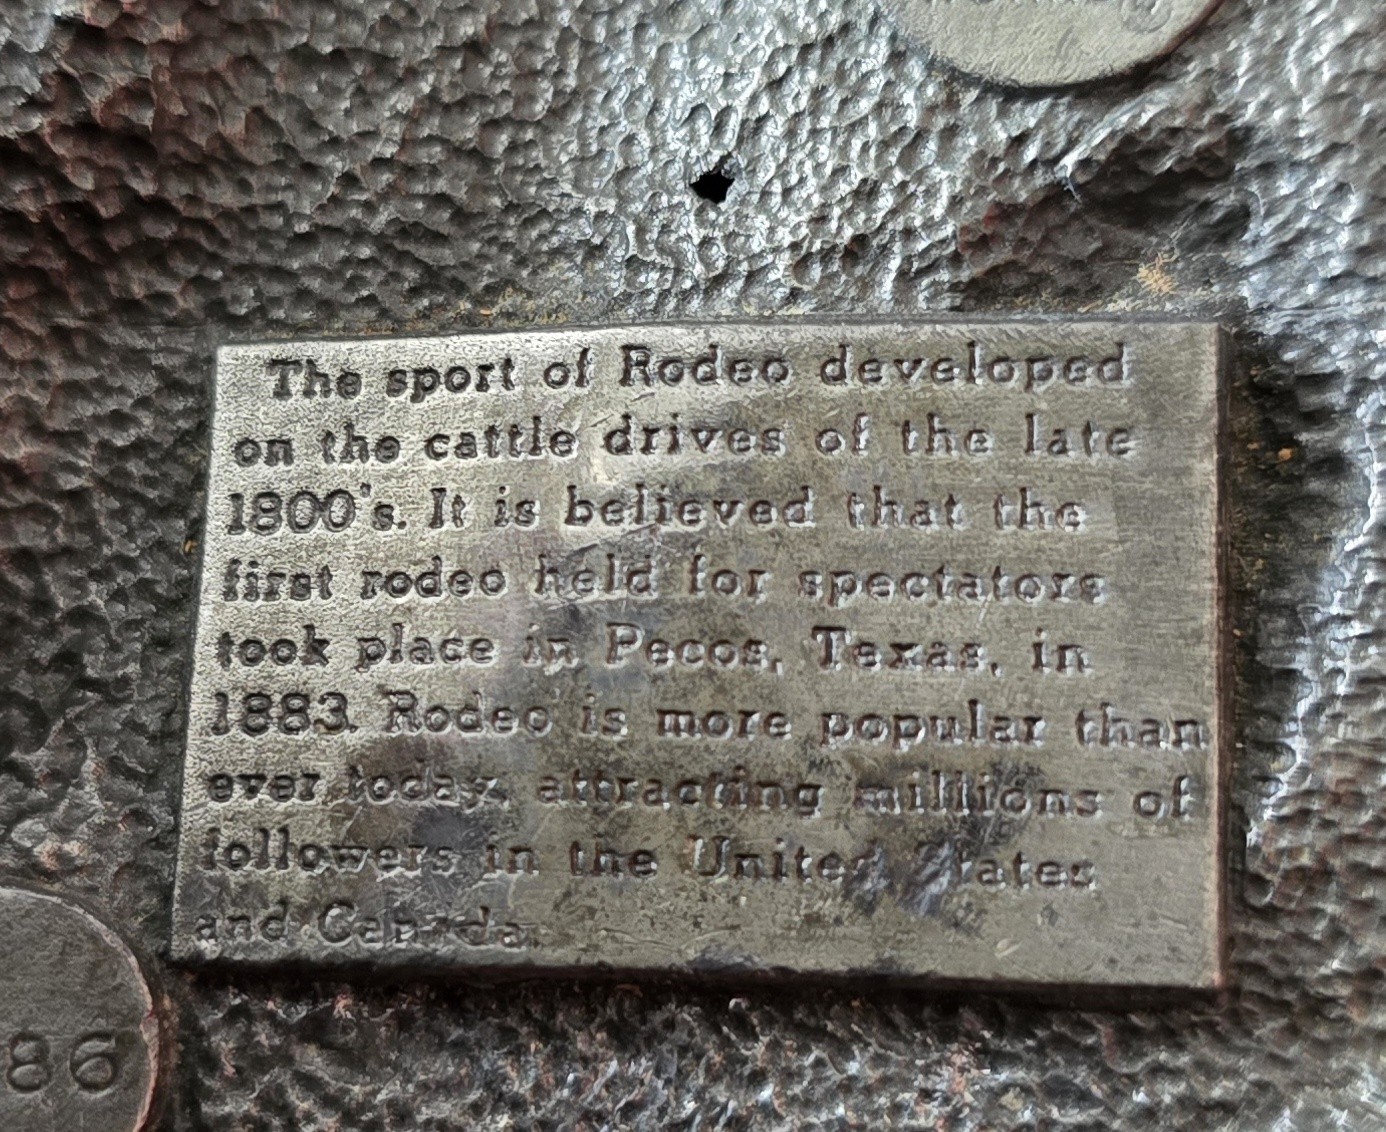 The sport of Rodeo developed
on the cattle drives of the late
1800's. It is believed that the
first rodeo held for spectators
took place in Pecos, Texas, in
1883. Rodeo is more popular than
ever today, attracting millions of
followers in the United States
and Canada.
86